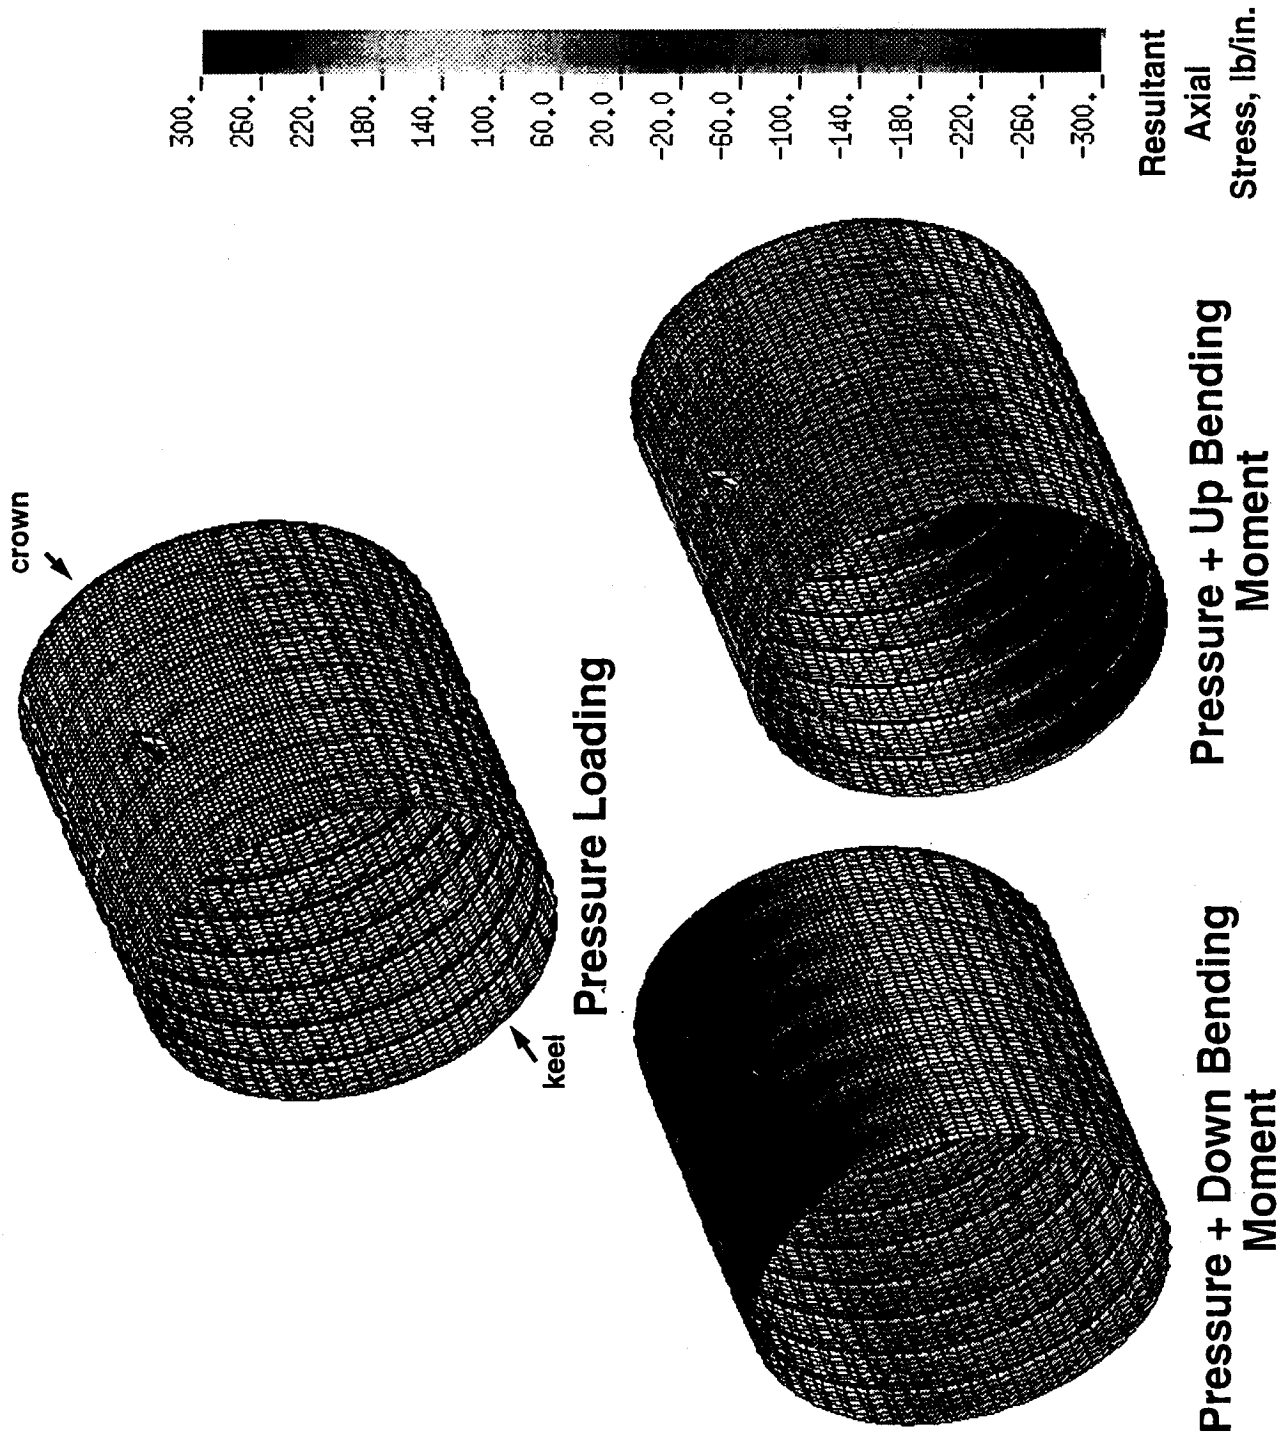 crown
keel
Pressure Loading
Pressure + Down Bending
Moment
Pressure + Up Bending
Moment
300.
260.
220.
180.
140.
100.
60.0
20.0
-20.0
-60.0
-100.
-140.
-180.
-220.
-260.
-300.
Resultant
Axial
Stress, lb/in.